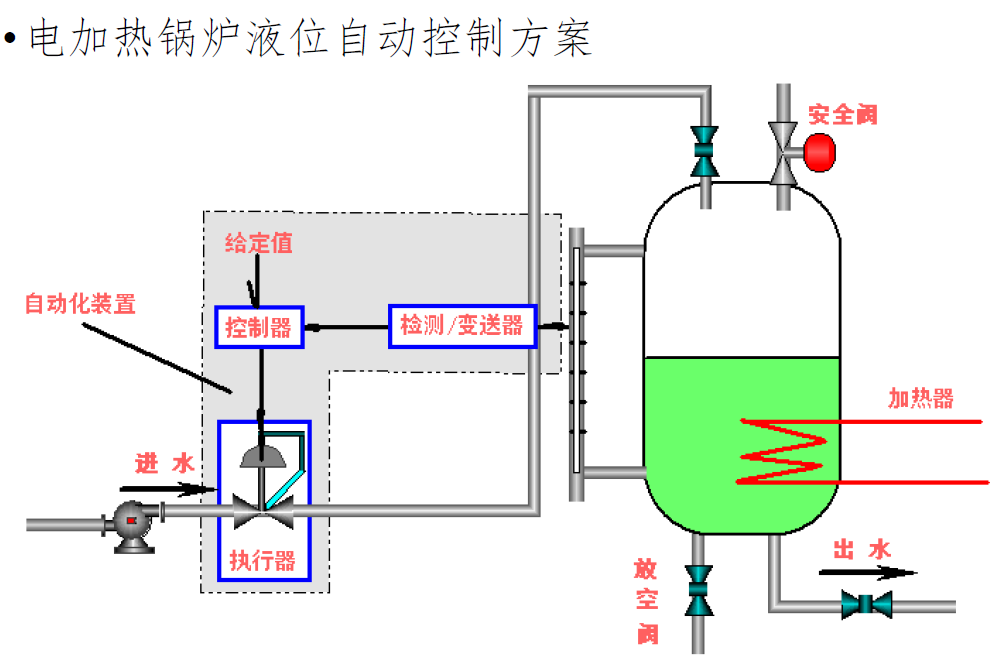 •电加热锅炉液位自动控制方案
安全阀
给定值
自动化装置
控制器
检测/变送器
加热器
进水
执行器
出水
放
空
阀